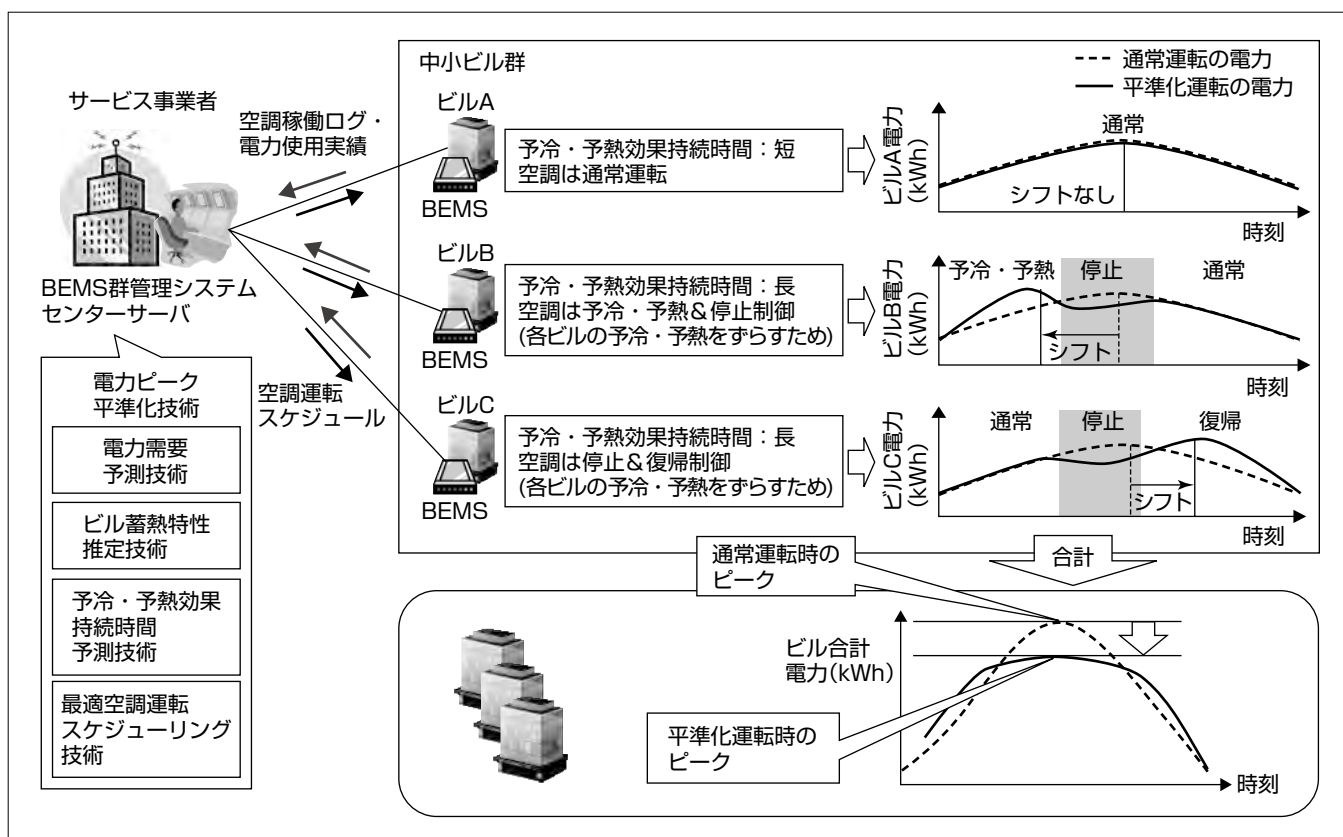 サービス事業者
BEMS群管理システム
センターサーバ
電力ピーク
平準化技術
電力需要
予測技術
ビル蓄熱特性
推定技術
予冷・予熱効果
持続時間
予測技術
最適空調運転
スケジューリング
技術
空調稼働ログ・
電力使用実績
空調運転
スケジュール
中小ビル群
通常運転の電力
平準化運転の電力
ビルA
BEMS
予冷・予熱効果持続時間：短
空調は通常運転
ビルA電力
(kWh)
通常
シフトなし
時刻
ビルB
BEMS
予冷・予熱効果持続時間：長
空調は予冷・予熱&停止制御
(各ビルの予冷・予熱をずらすため)
ビルB電力
(kWh)
予冷・予熱
停止
通常
シフト
時刻
ビルC
BEMS
予冷・予熱効果持続時間：長
空調は停止&復帰制御
(各ビルの予冷・予熱をずらすため)
ビルC電力
(kWh)
通常
停止
復帰
シフト
時刻
合計
通常運転時の
ピーク
ビル合計
電力(kWh)
平準化運転時の
ピーク
時刻